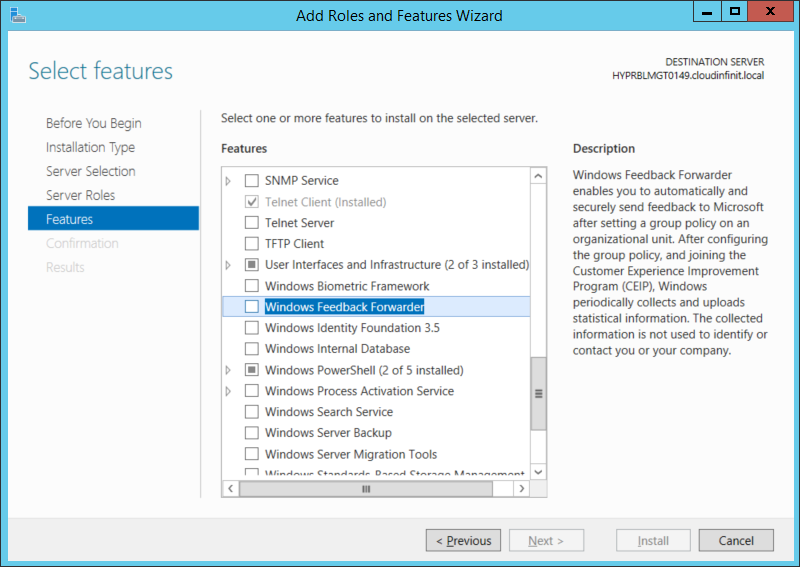 Add Roles and Features Wizard
Select features
DESTINATION SERVER
HYPRBLMGT0149.cloudinfinit.local
Before You Begin
Installation Type
Server Selection
Server Roles
Features
Confirmation
Results
Select one or more features to install on the selected server.
Features
SNMP Service
Telnet Client (Installed)
Telnet Server
TFTP Client
User Interfaces and Infrastructure (2 of 3 installed)
Windows Biometric Framework
Windows Feedback Forwarder
Windows Identity Foundation 3.5
Windows Internal Database
Windows PowerShell (2 of 5 installed)
Windows Process Activation Service
Windows Search Service
Windows Server Backup
Windows Server Migration Tools
Windows Standards-Based Storage Management
Description
Windows Feedback Forwarder
enables you to automatically and
securely send feedback to Microsoft
after setting a group policy on an
organizational unit. After configuring
the group policy, and joining the
Customer Experience Improvement
Program (CEIP), Windows
periodically collects and uploads
statistical information. The collected
information is not used to identify or
contact you or your company.
< Previous
Next >
Install
Cancel